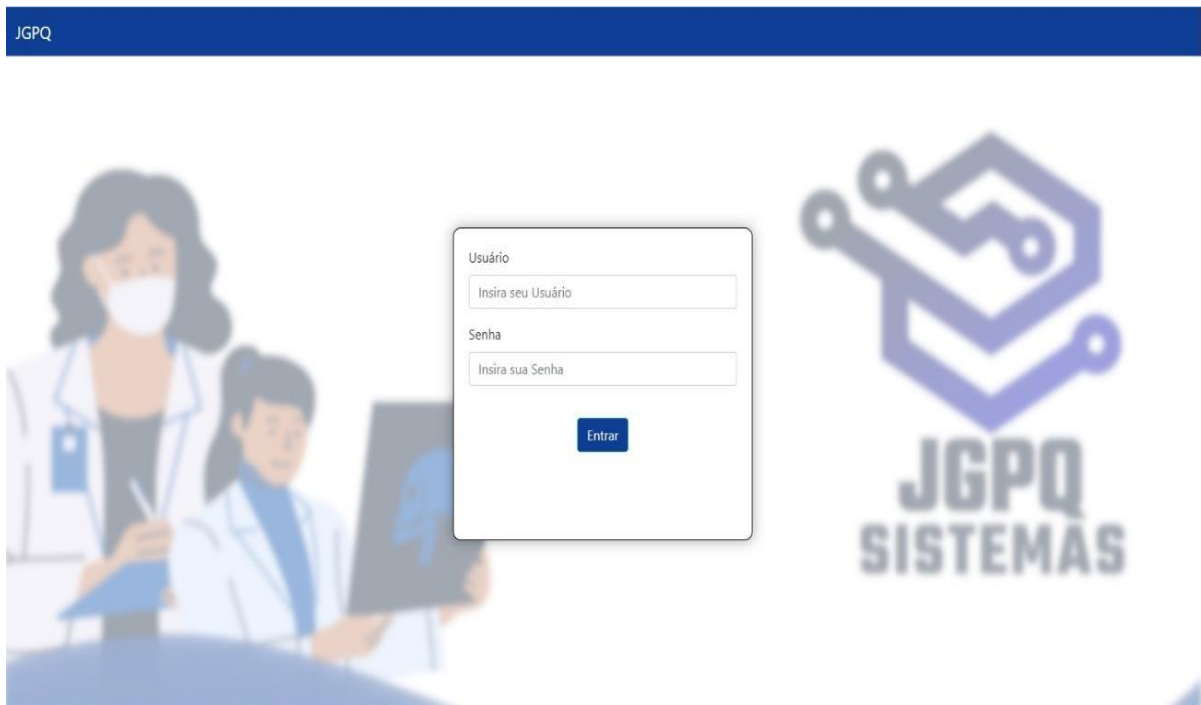 JGPQ
Usuário
Insira seu Usuário
Senha
Insira sua Senha
Entrar
JGPQ
SISTEMAS